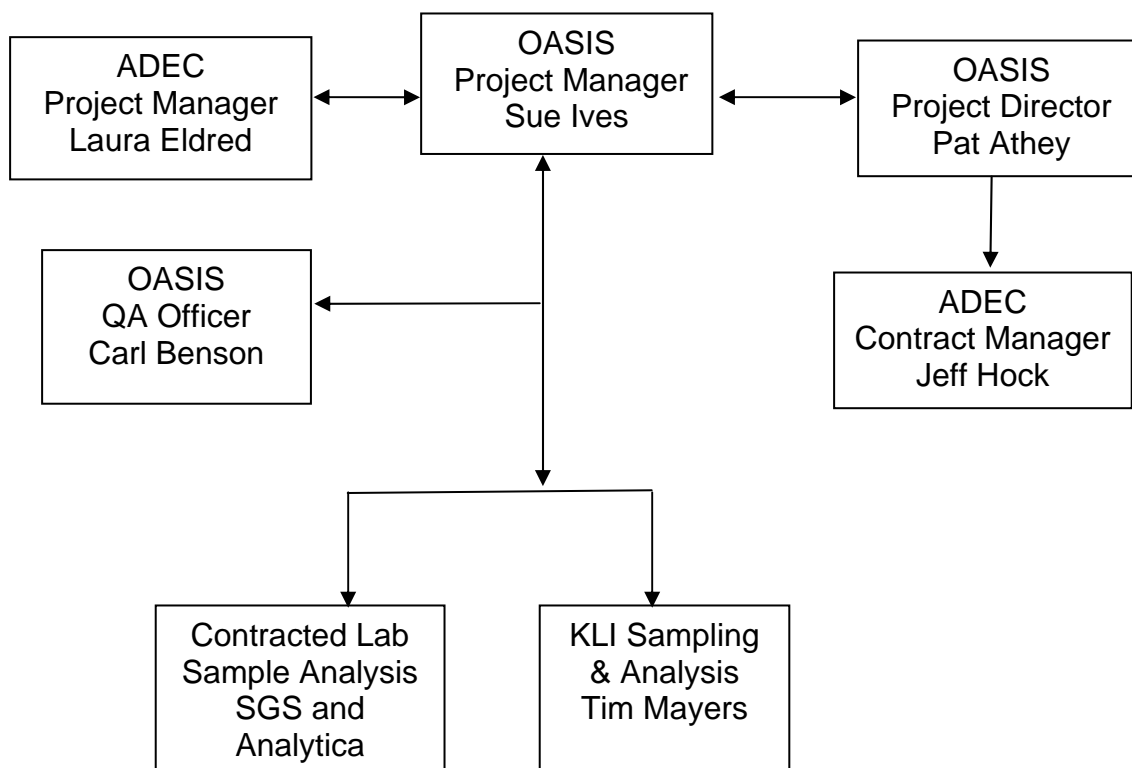 ADEC
Project Manager
Laura Eldred
OASIS
Project Manager
Sue Ives
OASIS
Project Director
Pat Athey
OASIS
QA Officer
Carl Benson
ADEC
Contract Manager
Jeff Hock
Contracted Lab
Sample Analysis
SGS and
Analytica
KLI Sampling
& Analysis
Tim Mayers